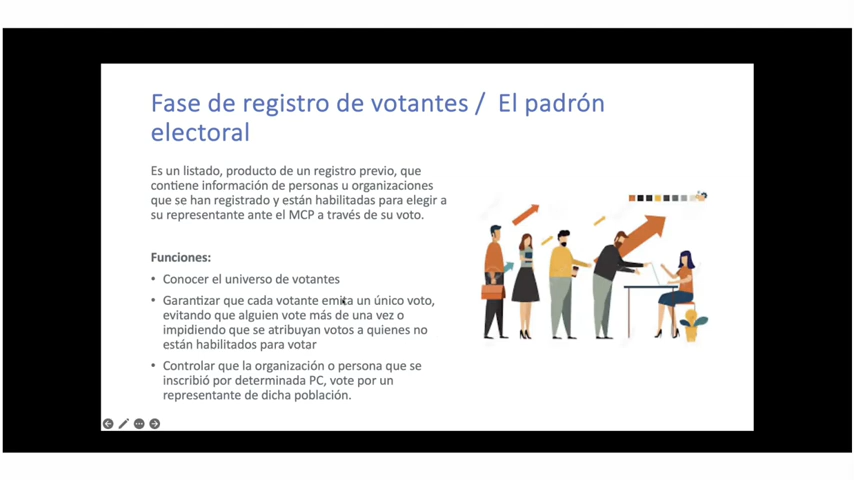 Fase de registro de votantes / El padrón
electoral
Es un listado, producto de un registro previo, que
contiene información de personas u organizaciones
que se han registrado y están habilitadas para elegir a
su representante ante el MCP a través de su voto.
Funciones:
• Conocer el universo de votantes
• Garantizar que cada votante emita un único voto,
evitando que alguien vote más de una vez o
impidiendo que se atribuyan votos a quienes no
están habilitados para votar
• Controlar que la organización o persona que se
inscribió por determinada PC, vote por un
representante de dicha población.